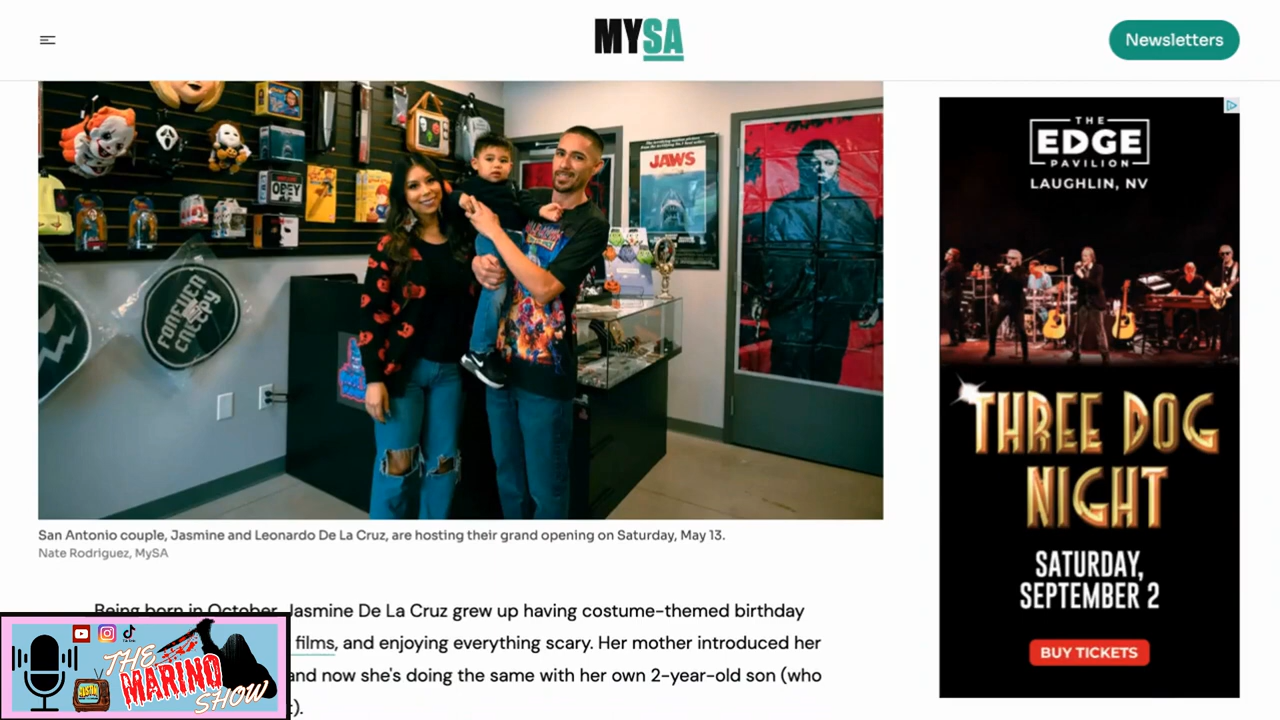 MYSA
Newsletters
JAWS
OBEY
FOREVER
CREEPY
San Antonio couple, Jasmine and Leonardo De La Cruz, are hosting their grand opening on Saturday, May 13.
Nate Rodriguez, MySA
Being born in October, Jasmine De La Cruz grew up having costume-themed birthday
films, and enjoying everything scary. Her mother introduced her
and now she's doing the same with her own 2-year-old son (who
).
THE
EDGE
PAVILION
LAUGHLIN, NV
THREE DOG
NIGHT
SATURDAY,
SEPTEMBER 2
BUY TICKETS
THE
MARINO
SHOW